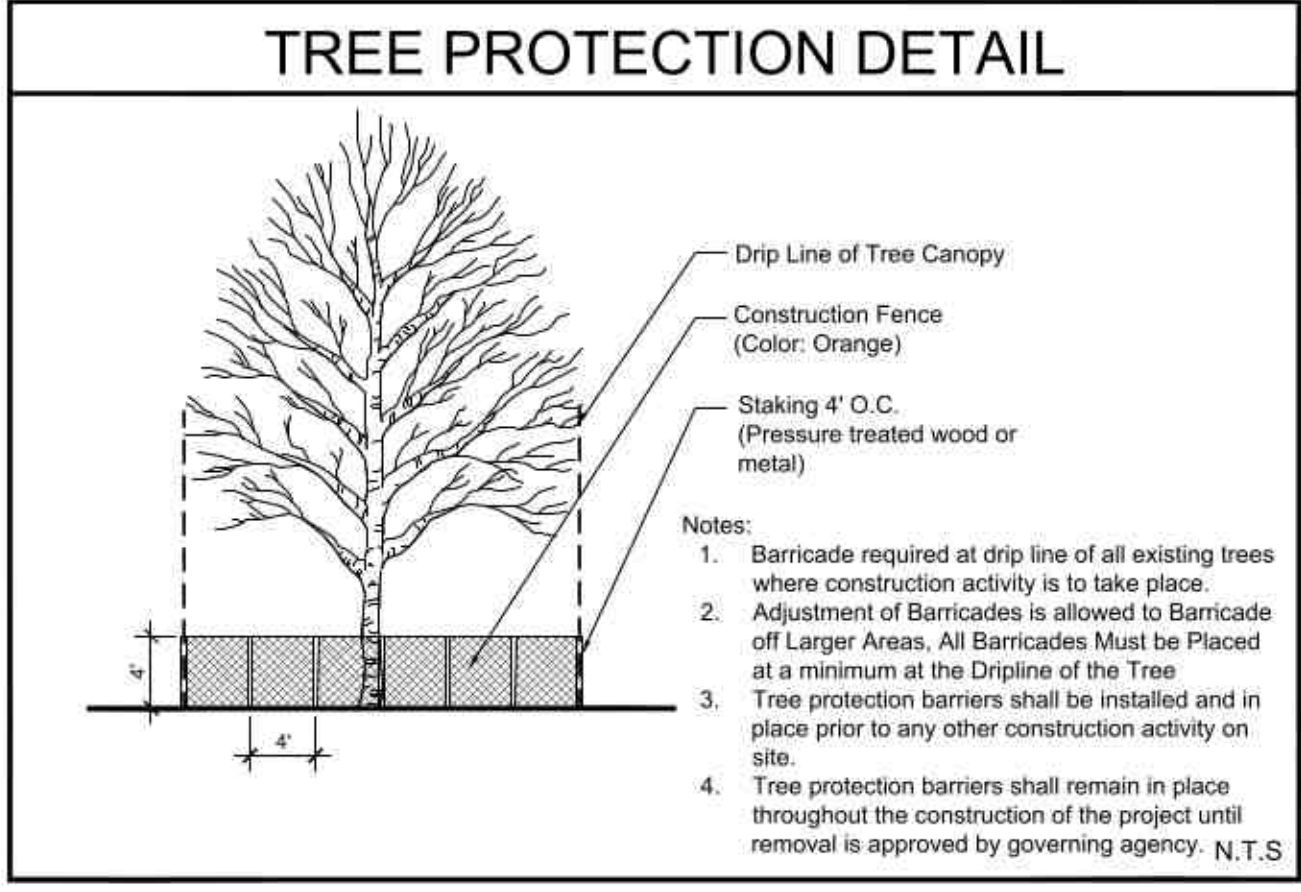 TREE PROTECTION DETAIL
Drip Line of Tree Canopy
Construction Fence
(Color: Orange)
Staking 4' O.C.
(Pressure treated wood or
metal)
4'
4'
Notes:
1. Barricade required at drip line of all existing trees
where construction activity is to take place.
2. Adjustment of Barricades is allowed to Barricade
off Larger Areas, All Barricades Must be Placed
at a minimum at the Dripline of the Tree
3. Tree protection barriers shall be installed and in
place prior to any other construction activity on
site.
4. Tree protection barriers shall remain in place
throughout the construction of the project until
removal is approved by governing agency.
N.T.S